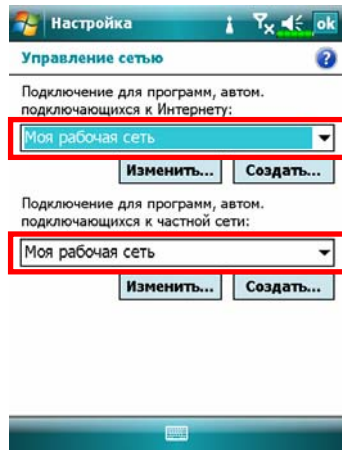 Настройка
ok
Управление сетью
?
Подключение для программ, автом.
подключающихся к Интернету:
Моя рабочая сеть
Изменить... Создать...
Подключение для программ, автом.
подключающихся к частной сети:
Моя рабочая сеть
Изменить... Создать...